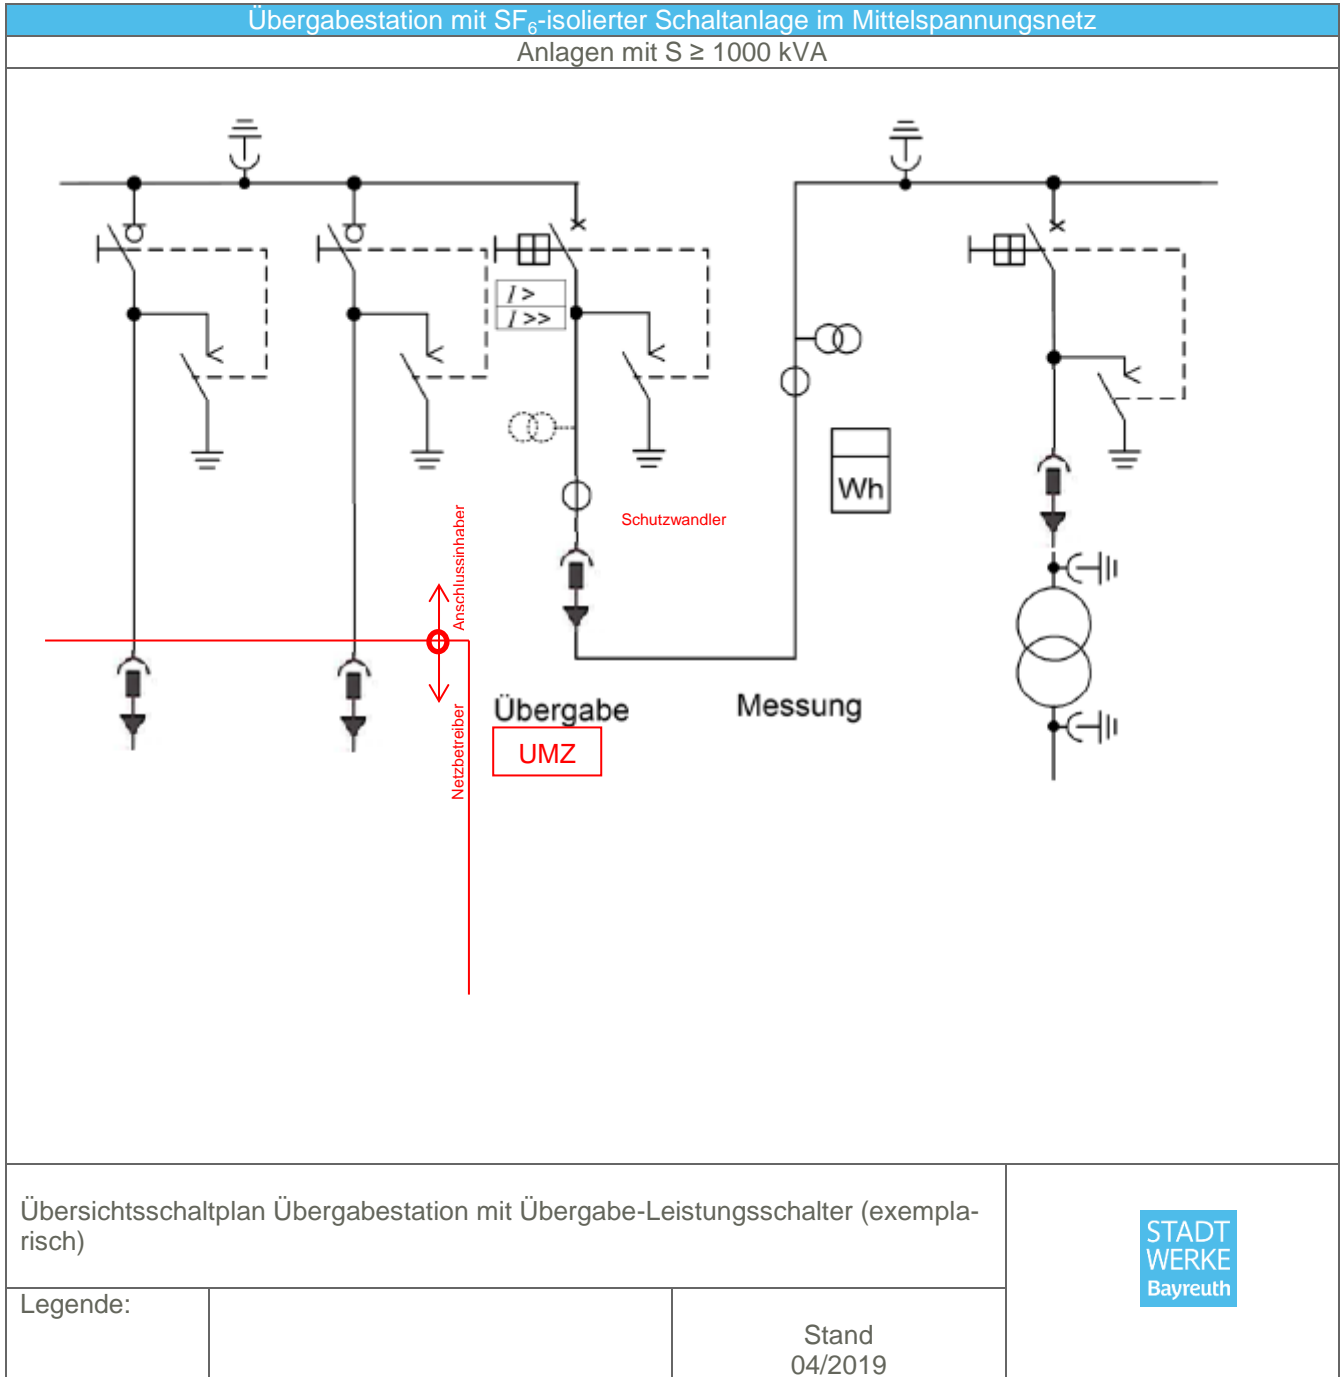 Übergabestation mit SF₆-isolierter Schaltanlage im Mittelspannungsnetz
Anlagen mit S ≥ 1000 kVA
I >
I >>
Wh
Schutzwandler
Anschlussinhaber
Netzbetreiber
Übergabe
Messung
UMZ
Übersichtsschaltplan Übergabestation mit Übergabe-Leistungsschalter (exempla-
risch)
STADT
WERKE
Bayreuth
Legende:
Stand
04/2019